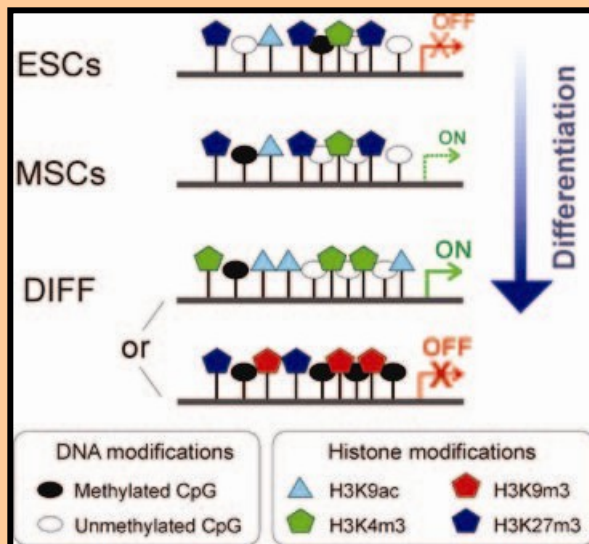 OFF
ESCs
ON
MSCs
ON
DIFF
or
OFF
Differentiation
DNA modifications
Methylated CpG
Unmethylated CpG
Histone modifications
H3K9ac
H3K9m3
H3K4m3
H3K27m3